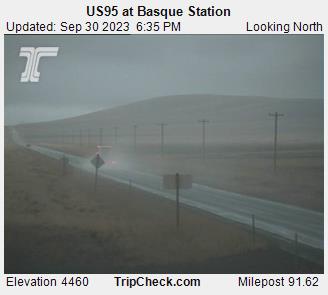 US95 at Basque Station
Updated: Sep 30 2023 6:35 PM Looking North
Elevation 4460 TripCheck.com Milepost 91.62